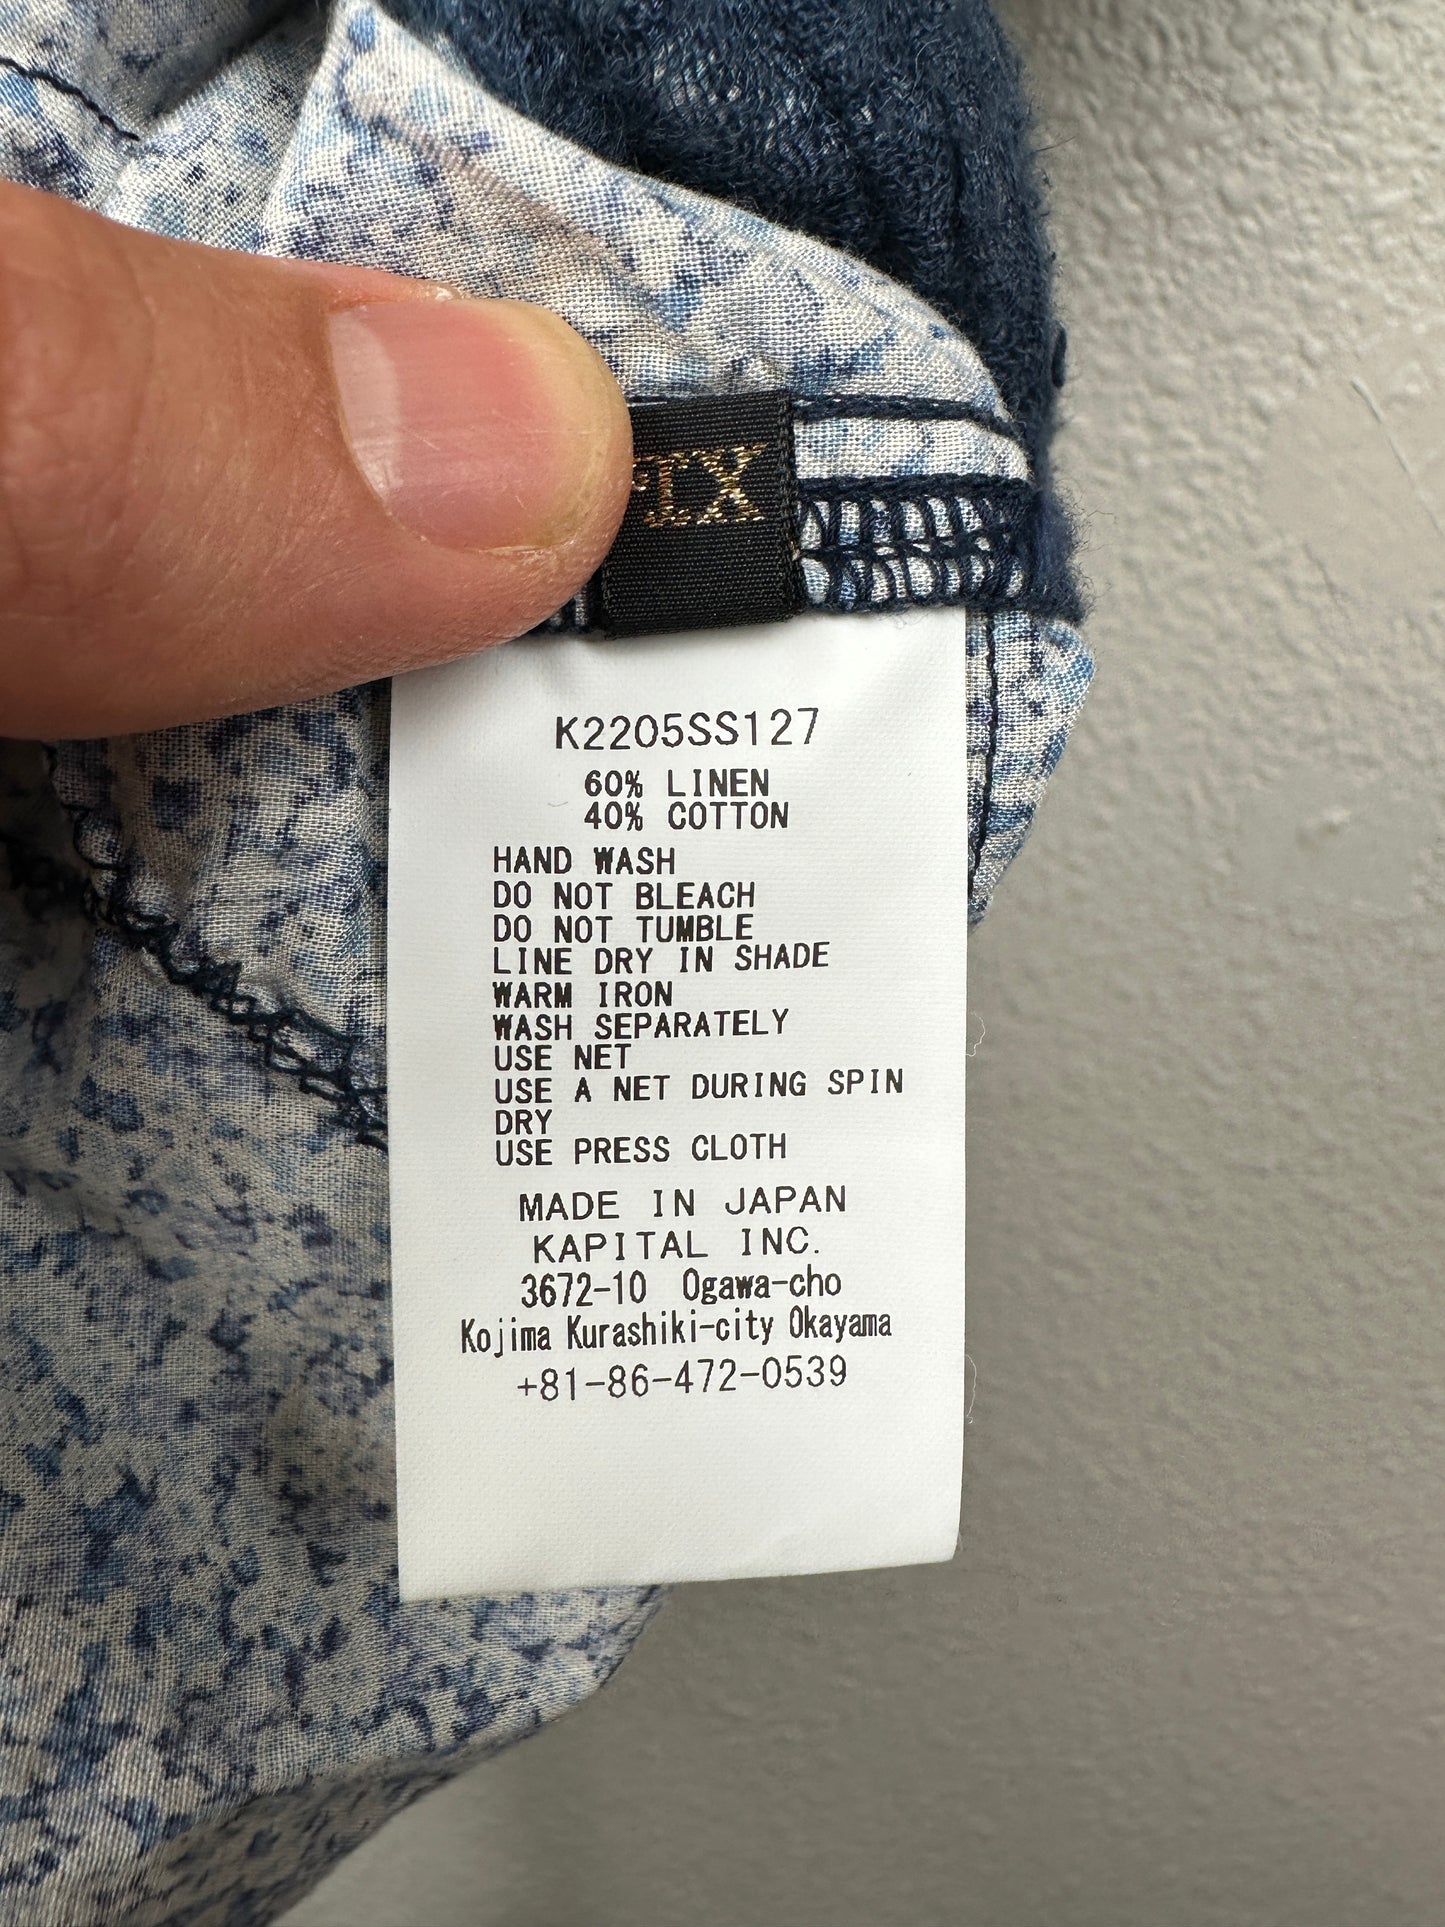 K2205SS127
60% LINEN
40% COTTON
HAND WASH
DO NOT BLEACH
DO NOT TUMBLE
LINE DRY IN SHADE
WARM IRON
WASH SEPARATELY
USE NET
USE A NET DURING SPIN
DRY
USE PRESS CLOTH
MADE IN JAPAN
KAPITAL INC.
3672-10 Ogawa-cho
Kojima Kurashiki-city Okayama
+81-86-472-0539